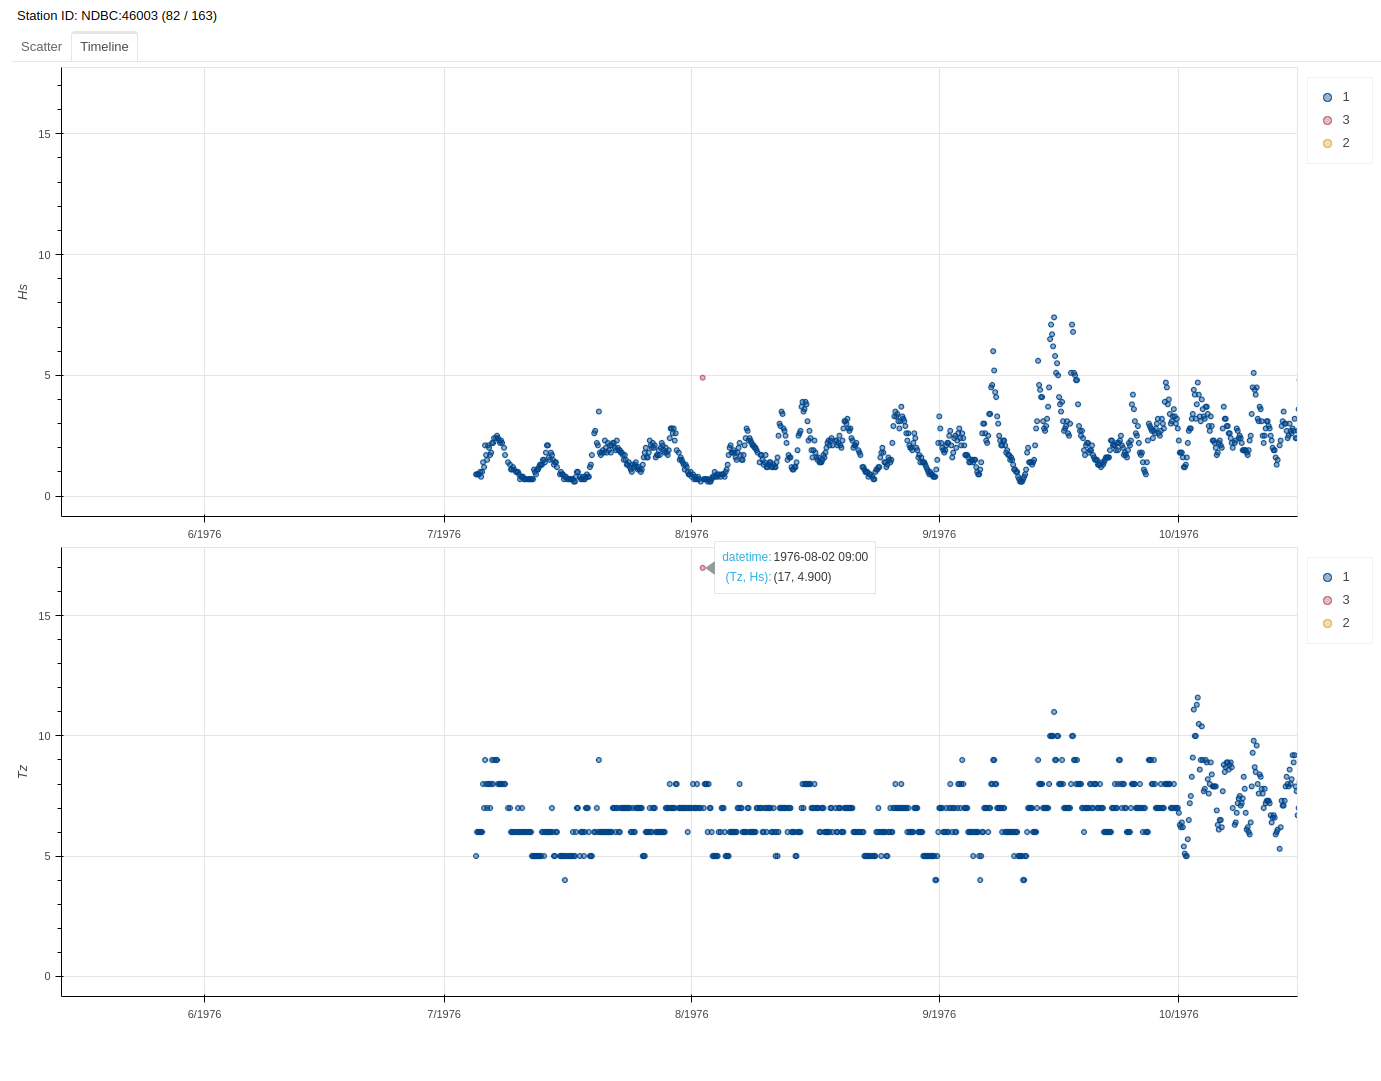 Station ID: NDBC:46003 (82 / 163)
Scatter Timeline
15
10
5
0
Hs
6/1976 7/1976 8/1976 9/1976 10/1976
1
3
2
datetime: 1976-08-02 09:00
(Tz, Hs): (17, 4.900)
15
10
5
0
Tz
6/1976 7/1976 8/1976 9/1976 10/1976
1
3
2